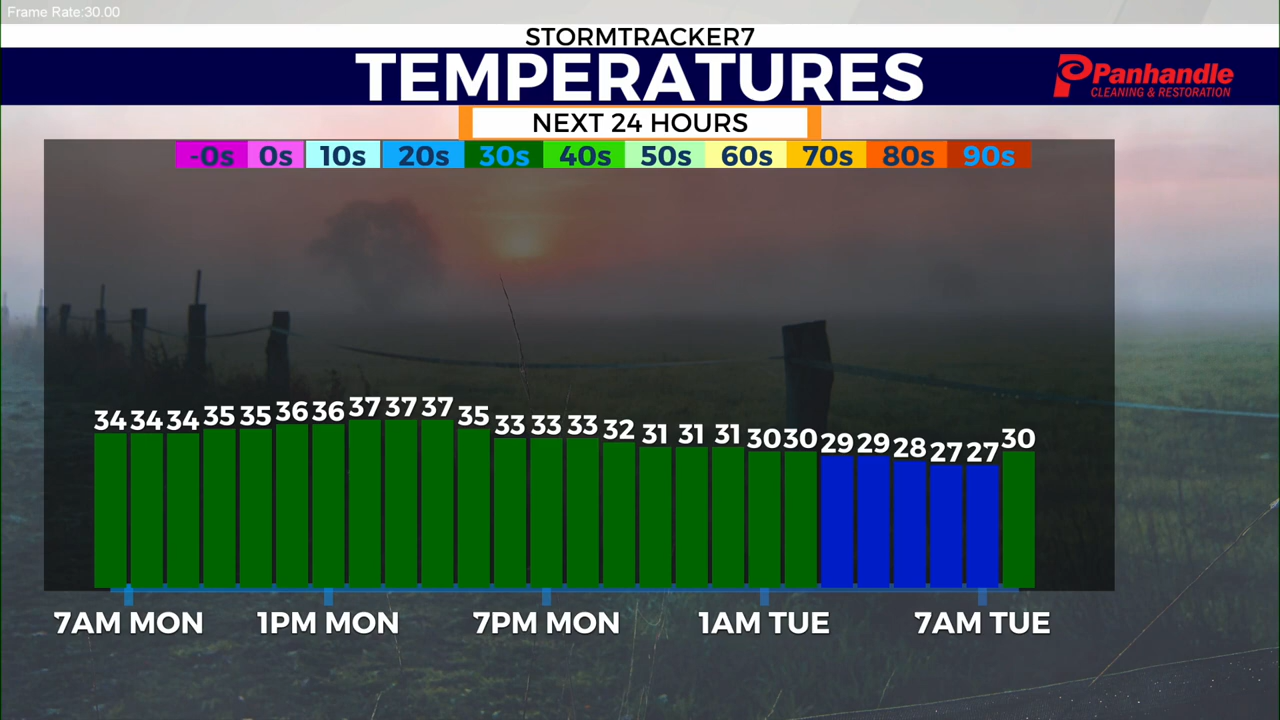 Frame Rate:30.00
STORMTRACKER7
TEMPERATURES
Panhandle
CLEANING & RESTORATION
NEXT 24 HOURS
-0s 0s 10s 20s 30s 40s 50s 60s 70s 80s 90s
34 34 34 35 35 36 36 37 37 37 35 33 33 33 32 31 31 31 30 30 29 29 28 27 27 30
7AM MON 1PM MON 7PM MON 1AM TUE 7AM TUE